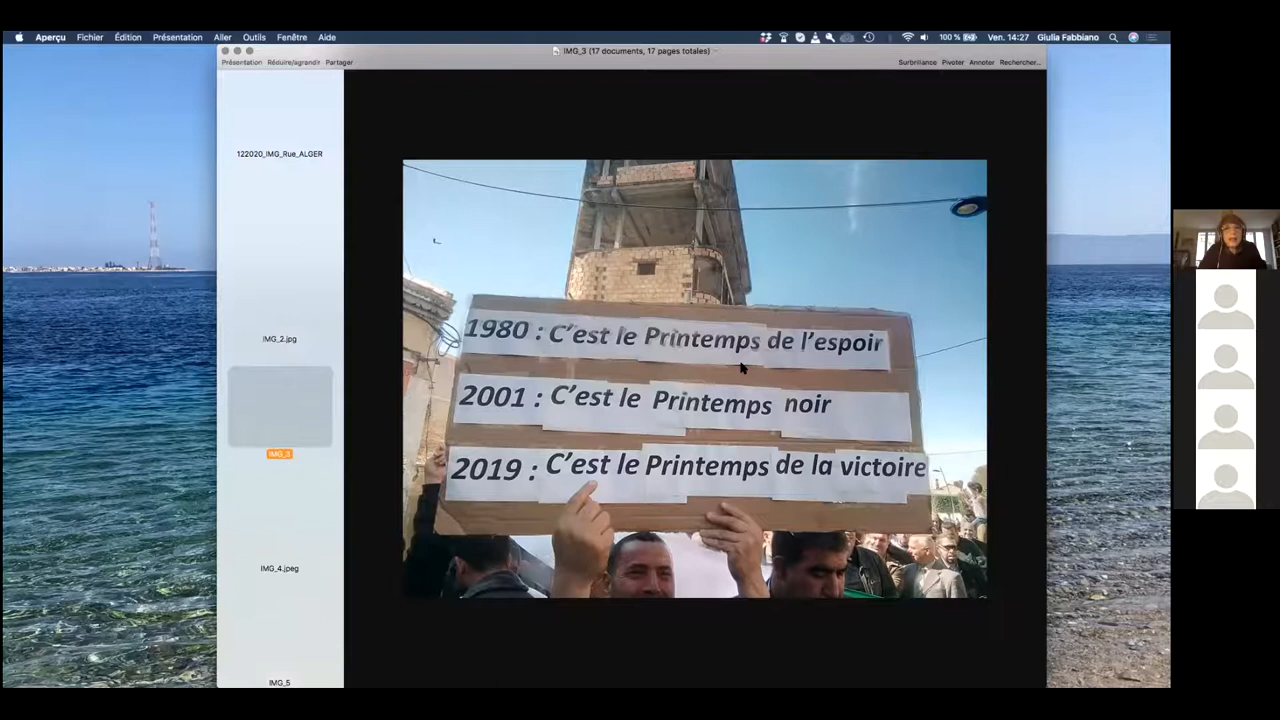 Aperçu Fichier Édition Présentation Aller Outils Fenêtre Aide
100 % Ven. 14:27 Giulia Fabbiano
IMG_3 (17 documents, 17 pages totales)
Présentation Réduire/agrandir Partager
Surbrillance Pivoter Annoter Rechercher...
122020_IMG_Rue_ALGER
IMG_2.jpg
IMG_3
IMG_4.jpeg
IMG_5
1980 : C'est le Printemps de l'espoir
2001 : C'est le Printemps noir
2019 : C'est le Printemps de la victoire